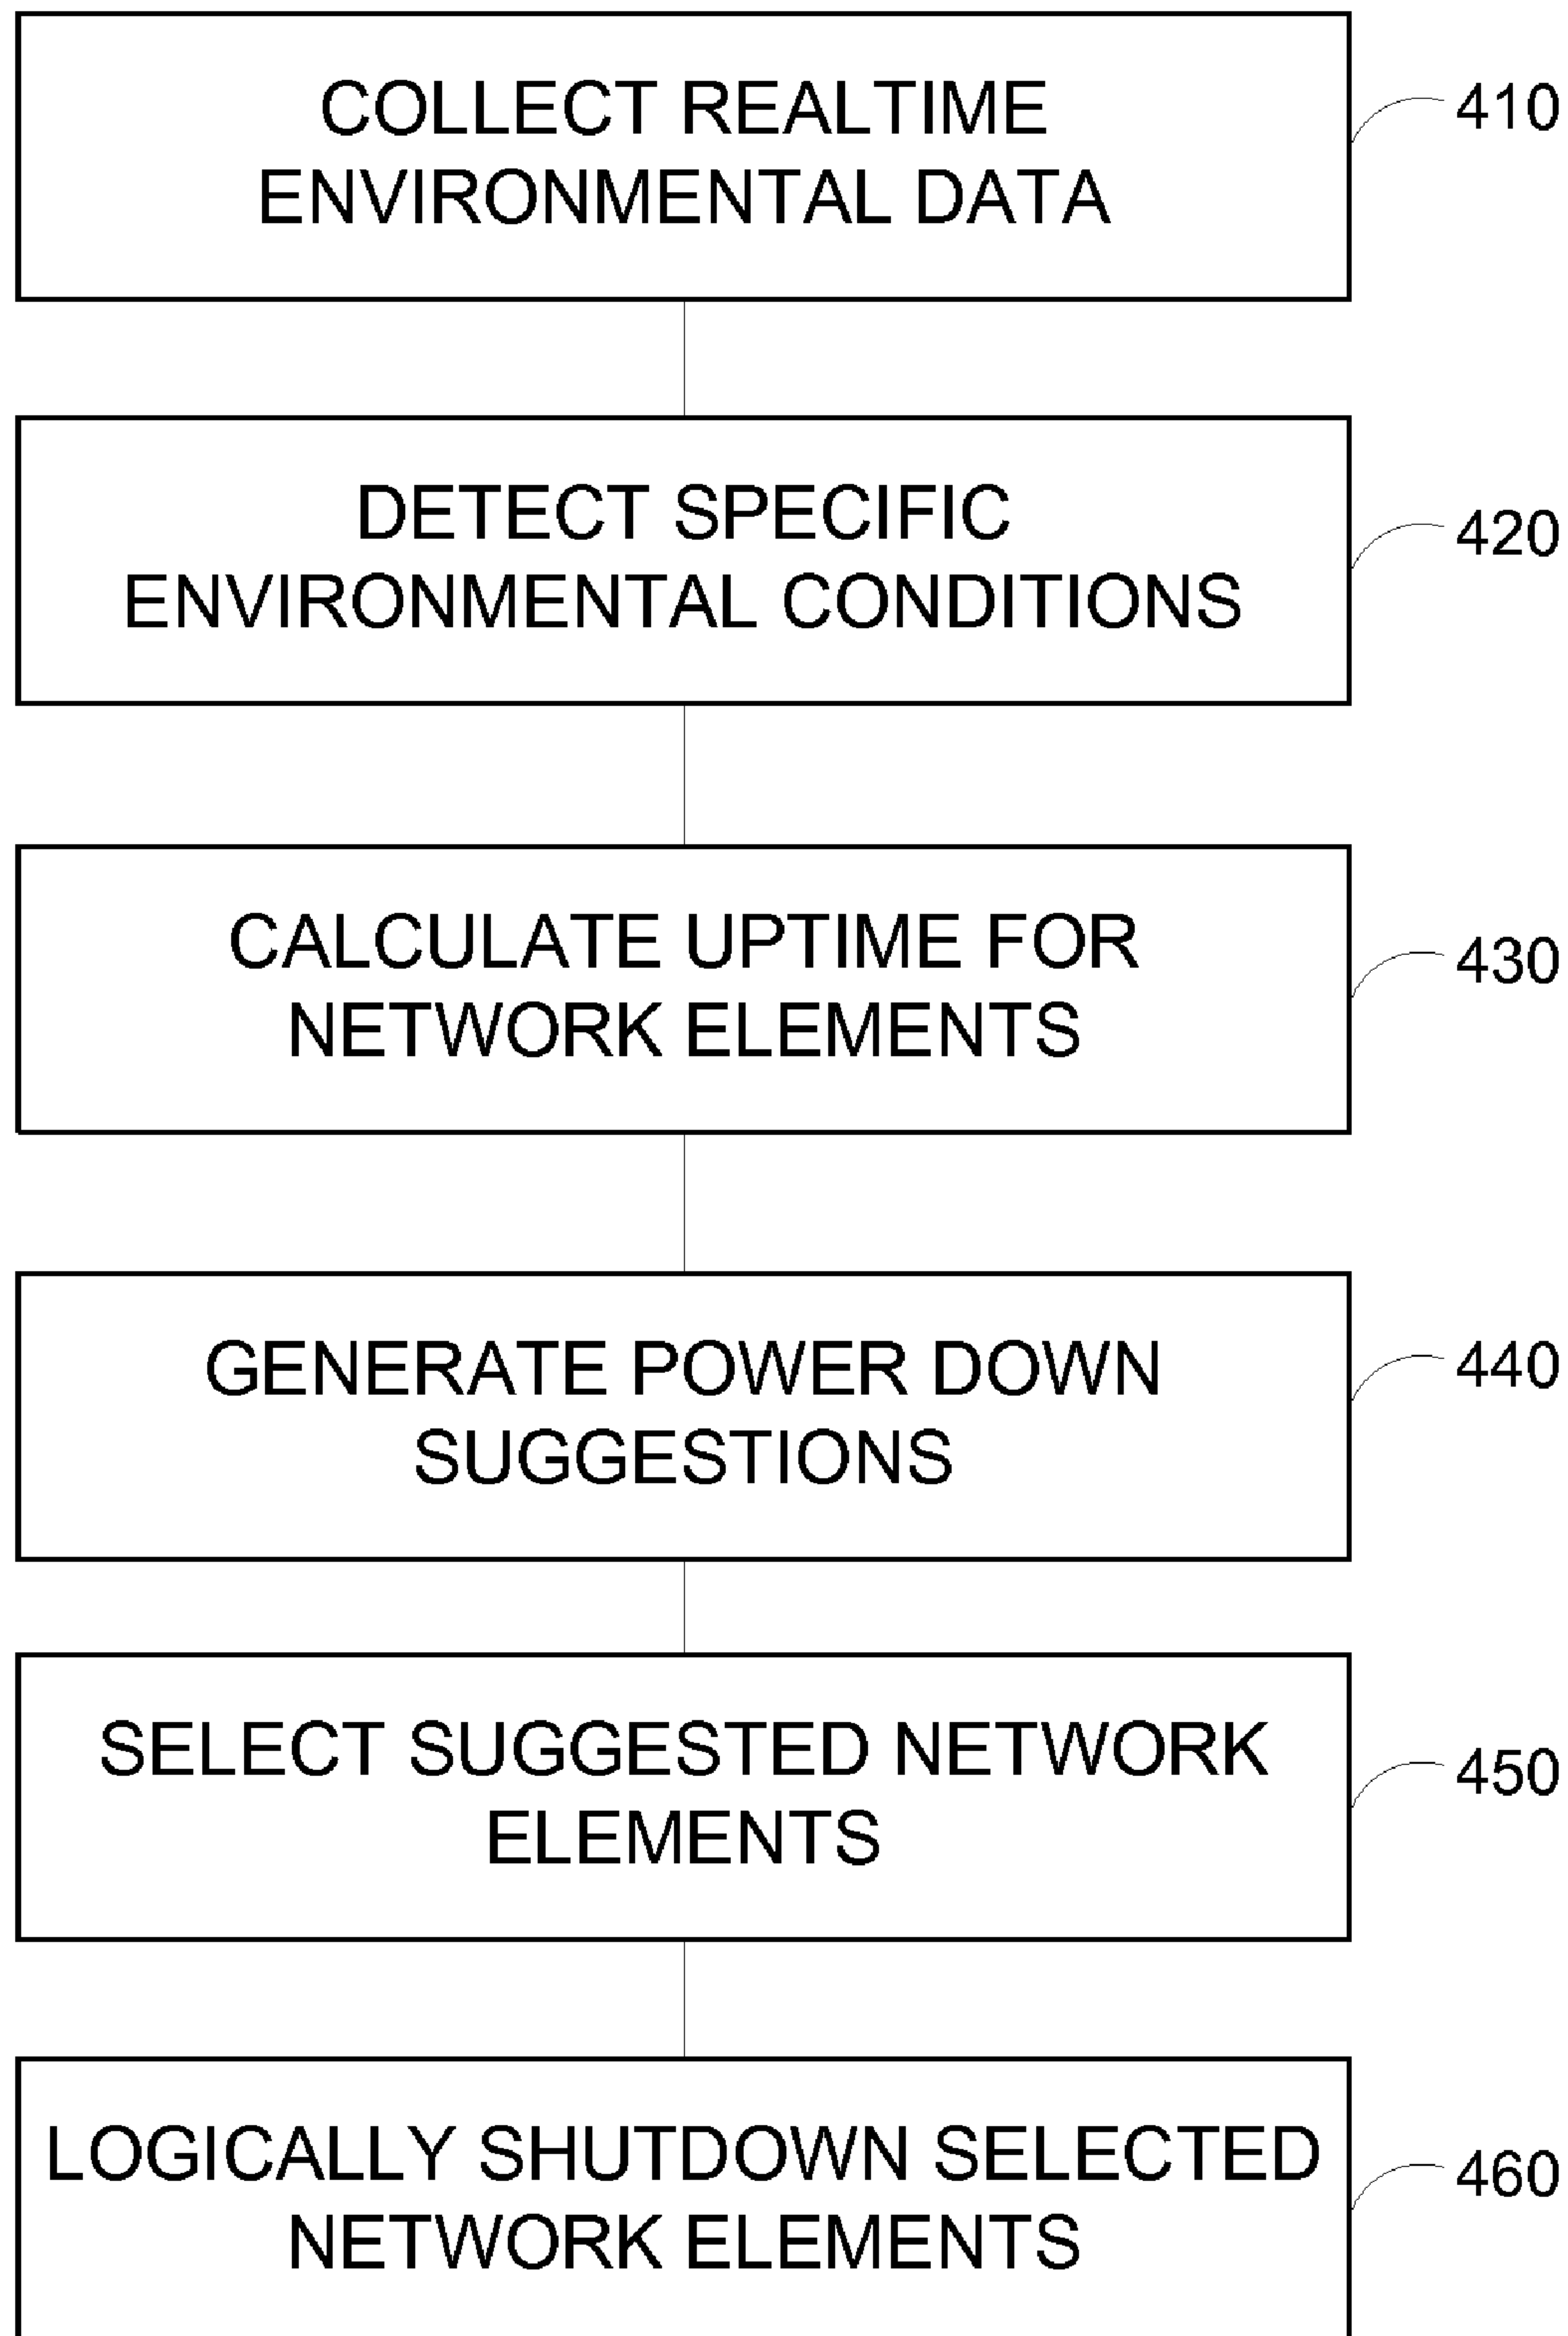 COLLECT REALTIME
ENVIRONMENTAL DATA
410
DETECT SPECIFIC
ENVIRONMENTAL CONDITIONS
420
CALCULATE UPTIME FOR
NETWORK ELEMENTS
430
GENERATE POWER DOWN
SUGGESTIONS
440
SELECT SUGGESTED NETWORK
ELEMENTS
450
LOGICALLY SHUTDOWN SELECTED
NETWORK ELEMENTS
460